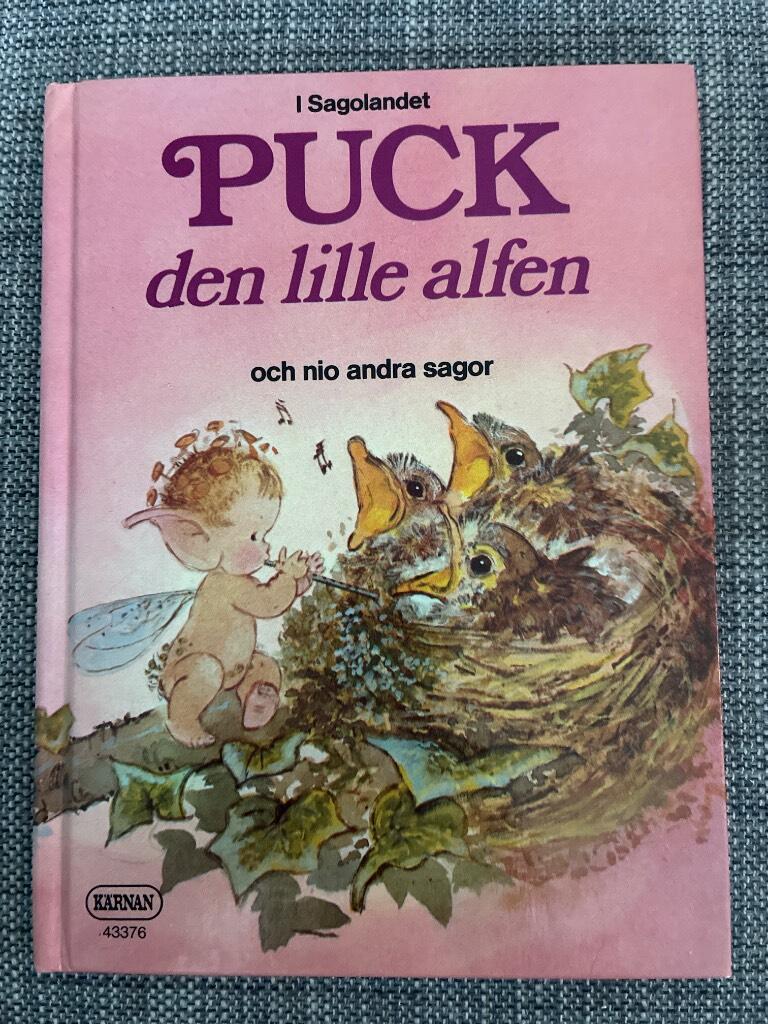 I Sagolandet
PUCK
den lille alfen
och nio andra sagor
KÄRNAN
43376